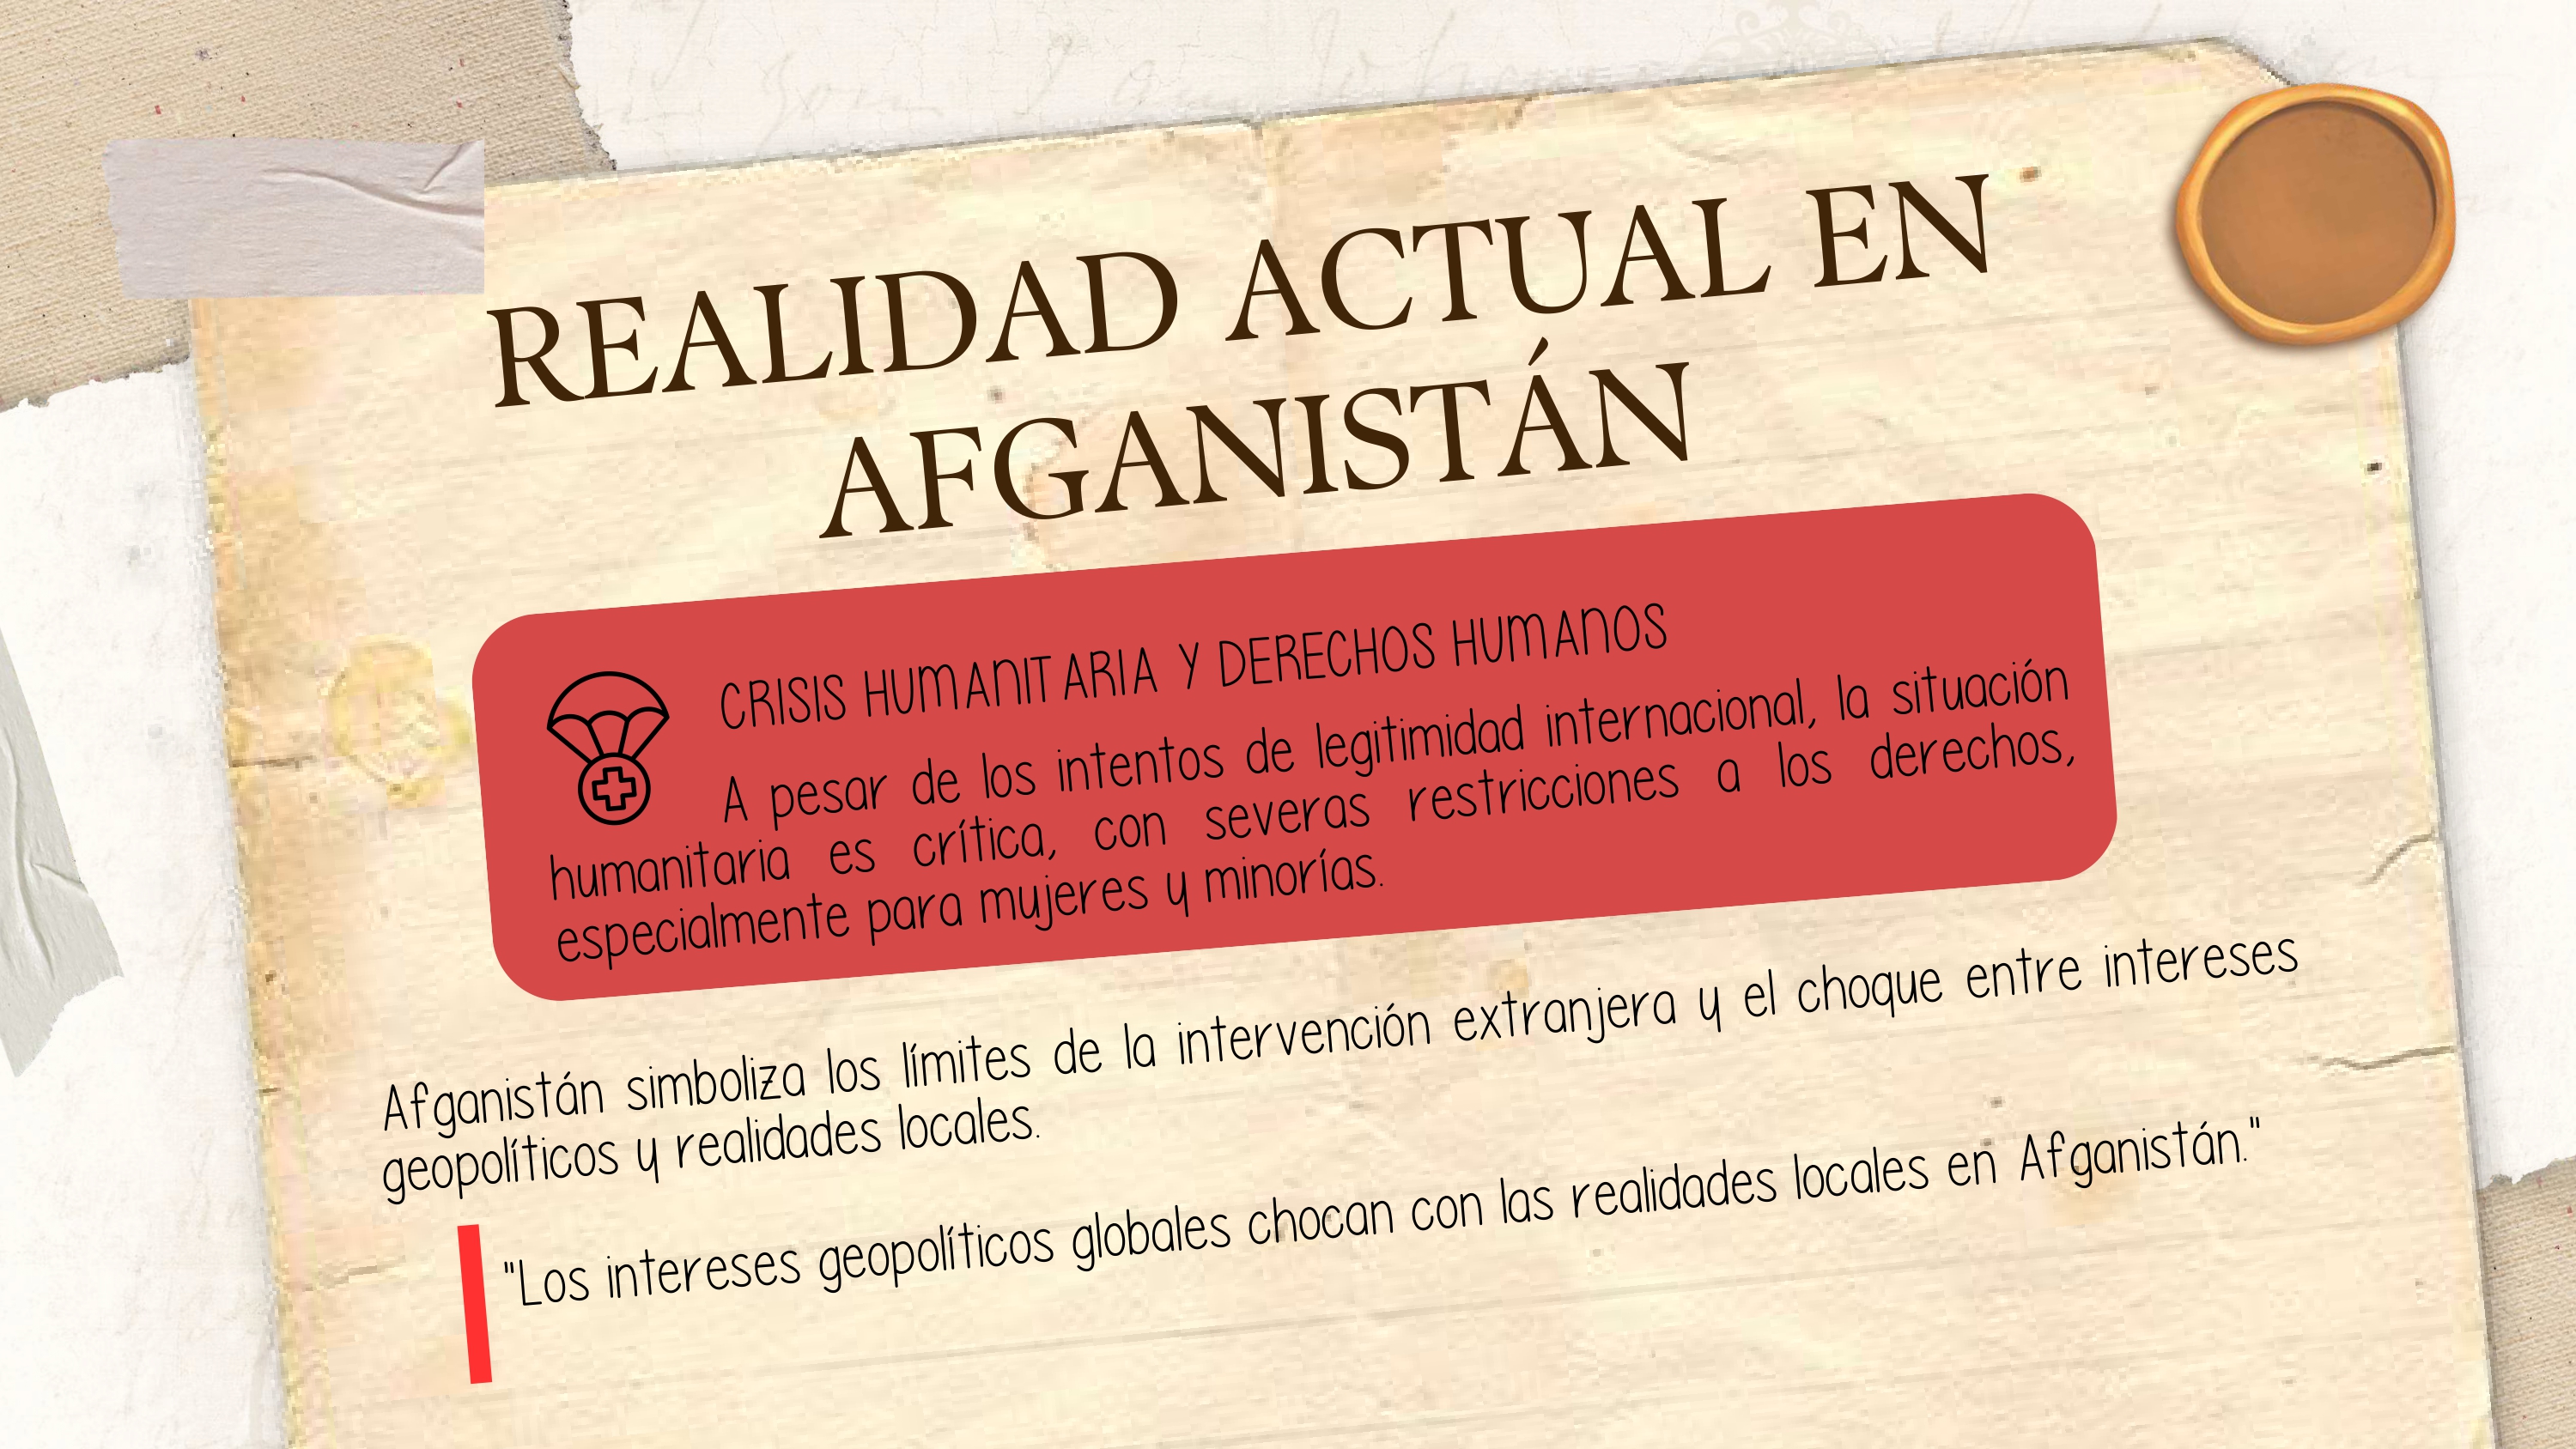 REALIDAD ACTUAL EN
AFGANISTÁN
CRISIS HUMANITARIA Y DERECHOS HUMANOS
A pesar de los intentos de legitimidad internacional, la situación
humanitaria es crítica, con severas restricciones a los derechos,
especialmente para mujeres y minorías.
Afganistán simboliza los límites de la intervención extranjera y el choque entre intereses
geopolíticos y realidades locales.
"Los intereses geopolíticos globales chocan con las realidades locales en Afganistán."